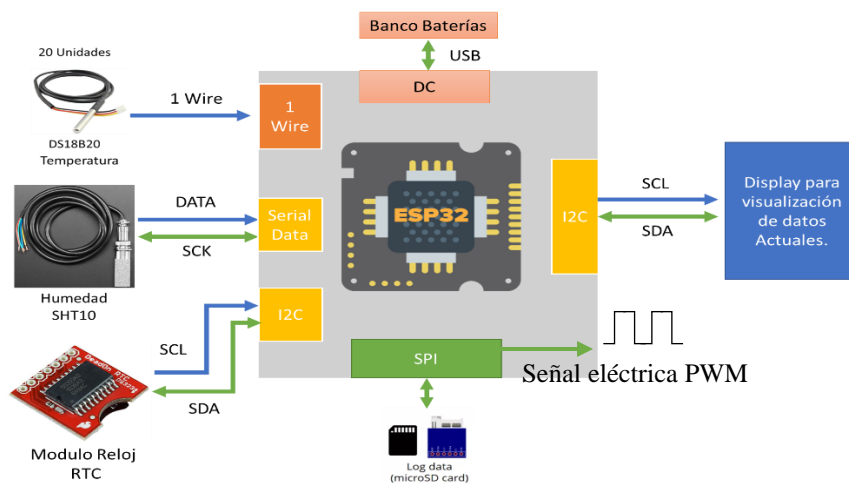 Banco Baterías
USB
DC
20 Unidades
1 Wire
1
Wire
DS18B20
Temperatura
DATA
SCK
Serial
Data
Humedad
SHT10
ESP32
I2C
SCL
SDA
Display para
visualización
de datos
Actuales.
I2C
SCL
SDA
DeadOn RTC
Modulo Reloj
RTC
SPI
Señal eléctrica PWM
Log data
(microSD card)